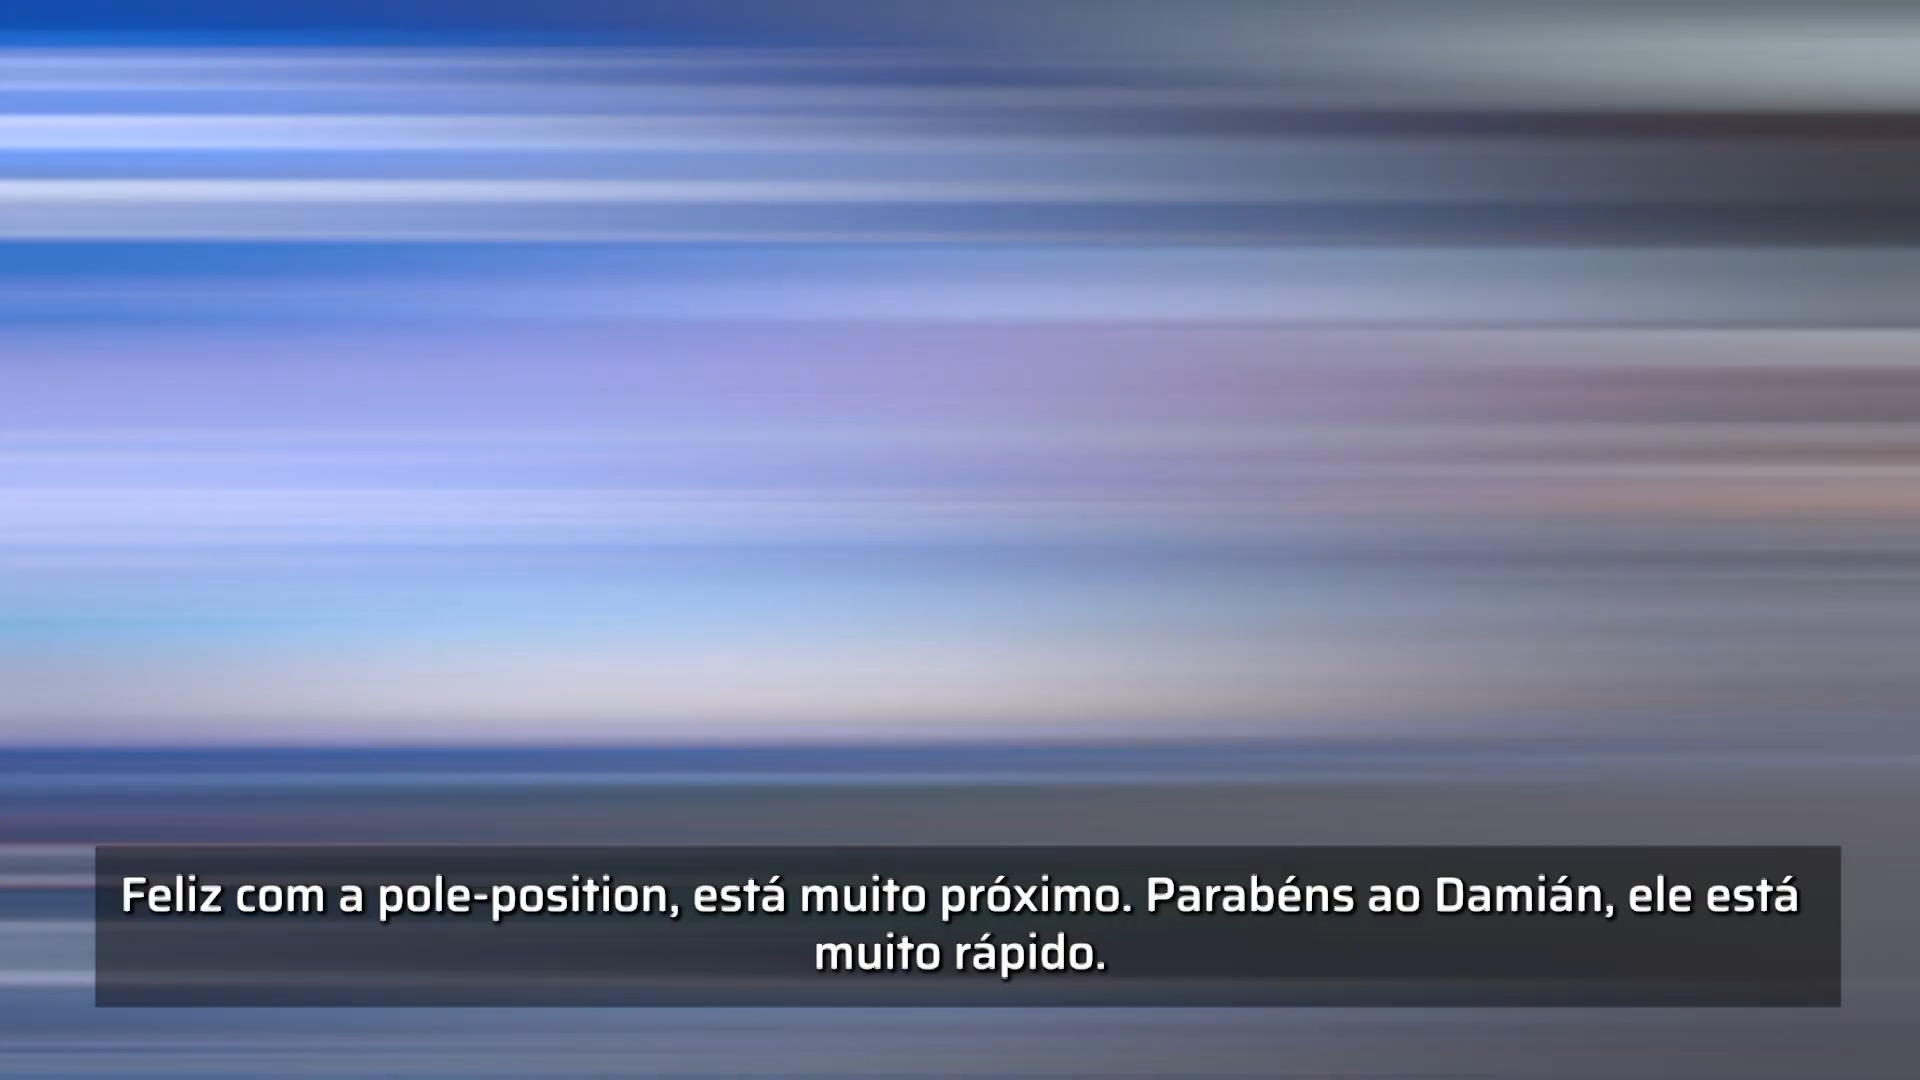 Feliz com a pole-position, está muito próximo. Parabéns ao Damián, ele está
muito rápido.